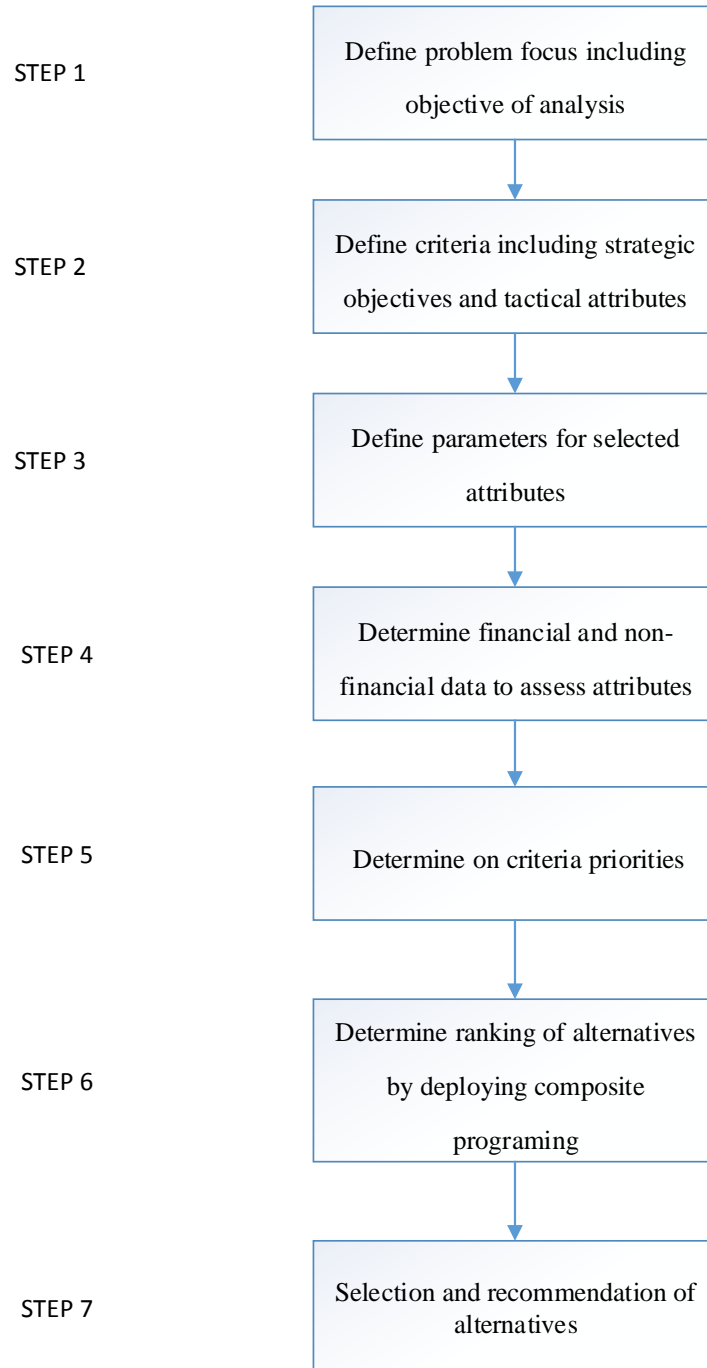 STEP 1
Define problem focus including
objective of analysis
STEP 2
Define criteria including strategic
objectives and tactical attributes
STEP 3
Define parameters for selected
attributes
STEP 4
Determine financial and non-
financial data to assess attributes
STEP 5
Determine on criteria priorities
STEP 6
Determine ranking of alternatives
by deploying composite
programing
STEP 7
Selection and recommendation of
alternatives